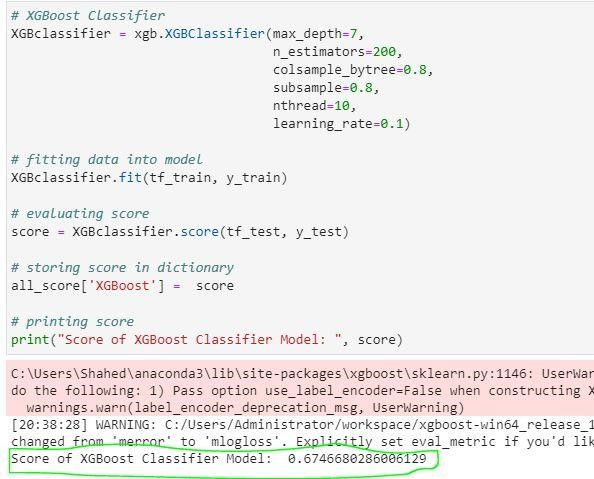 # XGBoost Classifier
XGBclassifier = xgb.XGBClassifier(max_depth=7,
n_estimators=200,
colsample_bytree=0.8,
subsample=0.8,
nthread=10,
learning_rate=0.1)
# fitting data into model
XGBclassifier.fit(tf_train, y_train)
# evaluating score
score = XGBclassifier.score(tf_test, y_test)
# storing score in dictionary
all_score['XGBoost'] =  score
# printing score
print("Score of XGBoost Classifier Model: ", score)
C:\Users\Shahed\anaconda3\lib\site-packages\xgboost\sklearn.py:1146: UserWar
do the following: 1) Pass option use_label_encoder=False when constructing X
warnings.warn(label_encoder_deprecation_msg, UserWarning)
[20:38:28] WARNING: C:/Users/Administrator/workspace/xgboost-win64_release_1
changed from 'merror' to 'mlogloss'. Explicitly set eval_metric if you'd lik
Score of XGBoost Classifier Model:  0.6746680286006129